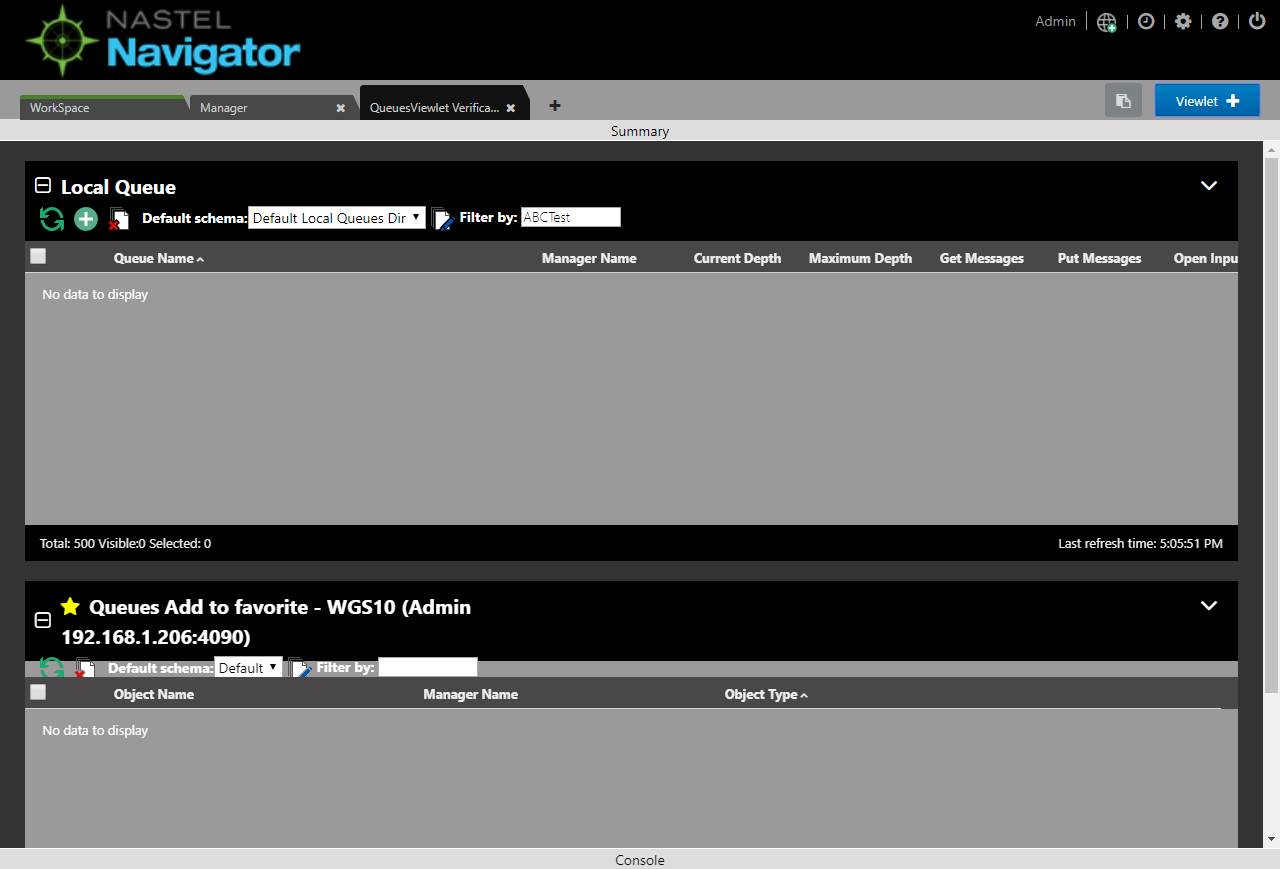 NASTEL
Navigator
Admin
WorkSpace
Manager
QueuesViewlet Verifica...
Viewlet
Summary
Local Queue
Default schema: Default Local Queues Dir Filter by: ABCTest
Queue Name Manager Name Current Depth Maximum Depth Get Messages Put Messages Open Inpu
No data to display
Total: 500 Visible:0 Selected: 0 Last refresh time: 5:05:51 PM
Queues Add to favorite - WGS10 (Admin
192.168.1.206:4090)
Default schema: Default Filter by:
Object Name Manager Name Object Type
No data to display
Console